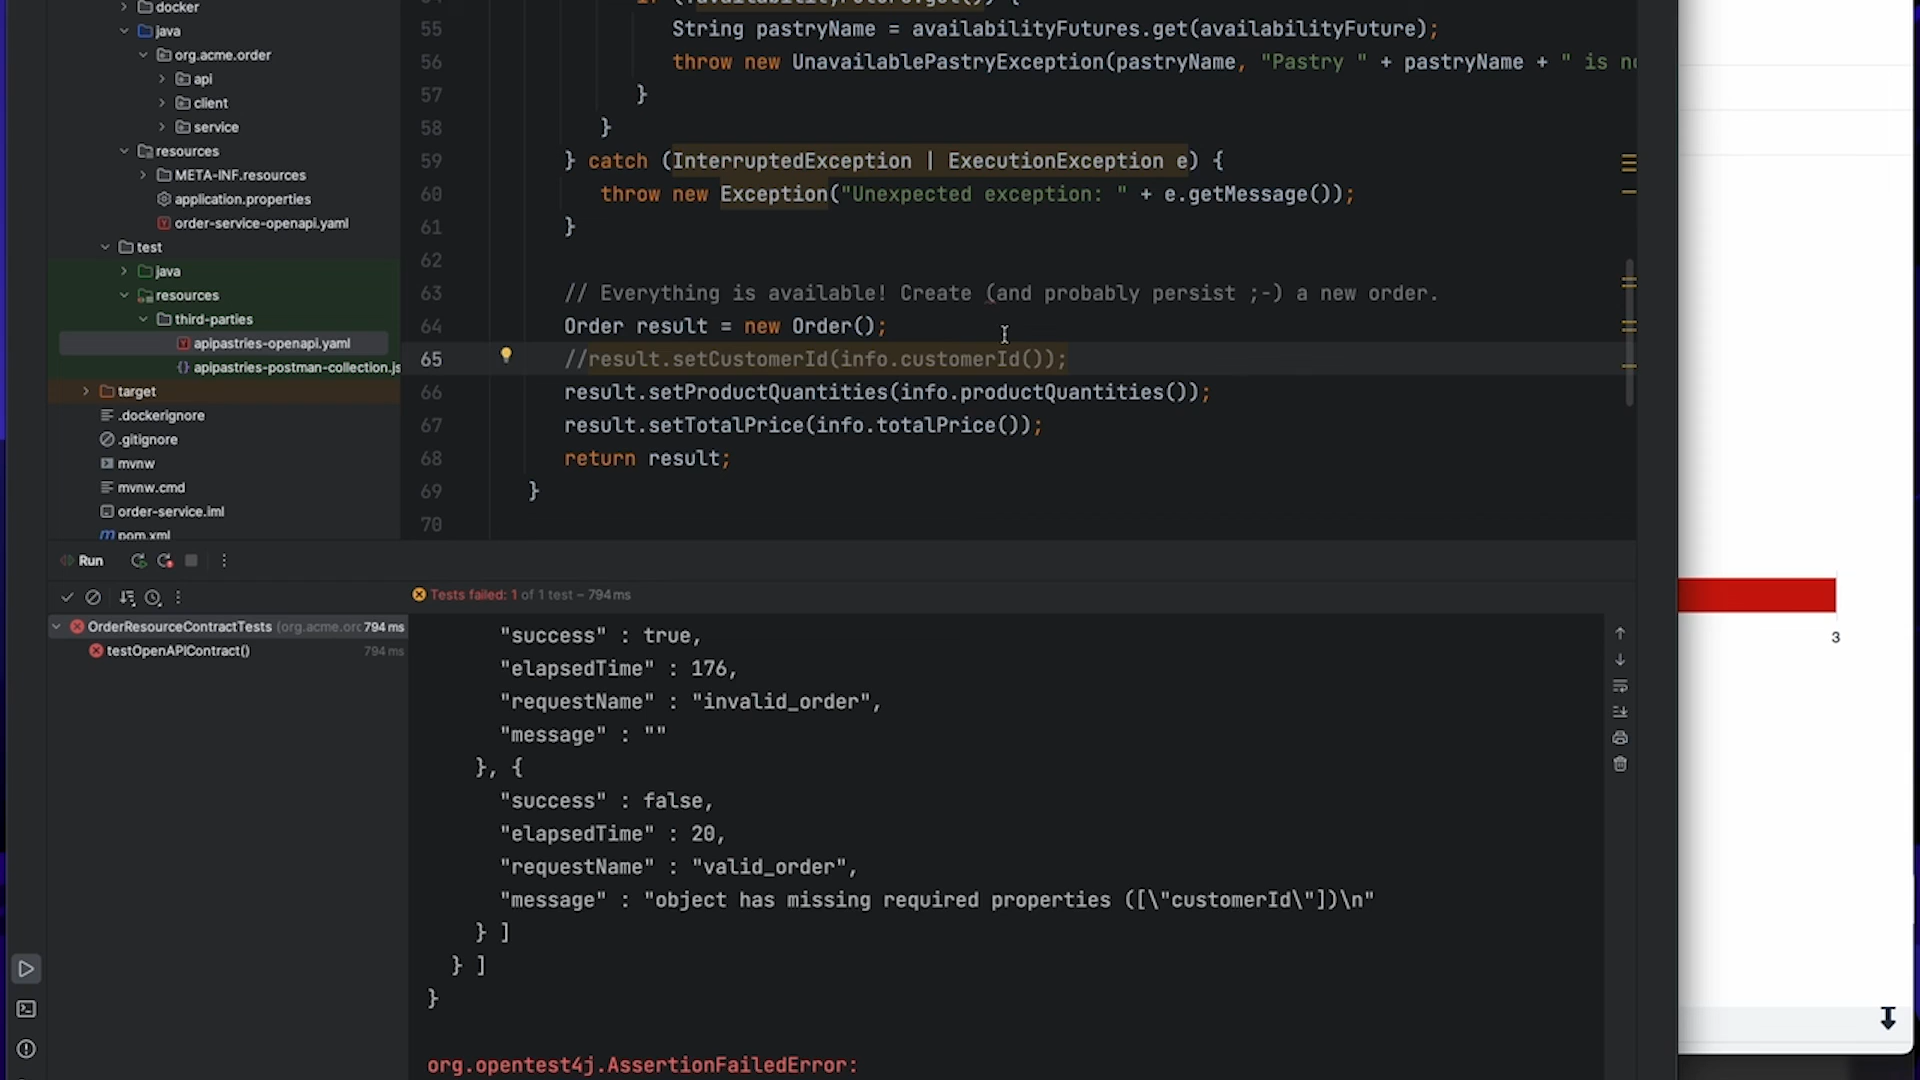 docker
java
org.acme.order
api
client
service
resources
META-INF.resources
application.properties
order-service-openapi.yaml
test
java
resources
third-parties
apipastries-openapi.yaml
{} apipastries-postman-collection.js
target
.dockerignore
.gitignore
mvnw
mvnw.cmd
order-service.iml
pom.xml
55 String pastryName = availabilityFutures.get(availabilityFuture);
56 throw new UnavailablePastryException(pastryName, "Pastry " + pastryName + " is n
57 }
58 }
59 } catch (InterruptedException | ExecutionException e) {
60 throw new Exception("Unexpected exception: " + e.getMessage());
61 }
62
63 // Everything is available! Create (and probably persist ;-) a new order.
64 Order result = new Order();
65 //result.setCustomerId(info.customerId());
66 result.setProductQuantities(info.productQuantities());
67 result.setTotalPrice(info.totalPrice());
68 return result;
69 }
70
Run
Tests failed: 1 of 1 test – 794 ms
OrderResourceContractTests (org.acme.orc 794 ms
testOpenAPIContract() 794 ms
"success" : true,
"elapsedTime" : 176,
"requestName" : "invalid_order",
"message" : ""
}, {
"success" : false,
"elapsedTime" : 20,
"requestName" : "valid_order",
"message" : "object has missing required properties ([\"customerId\"])\n"
} ]
} ]
}
org.opentest4j.AssertionFailedError:
3